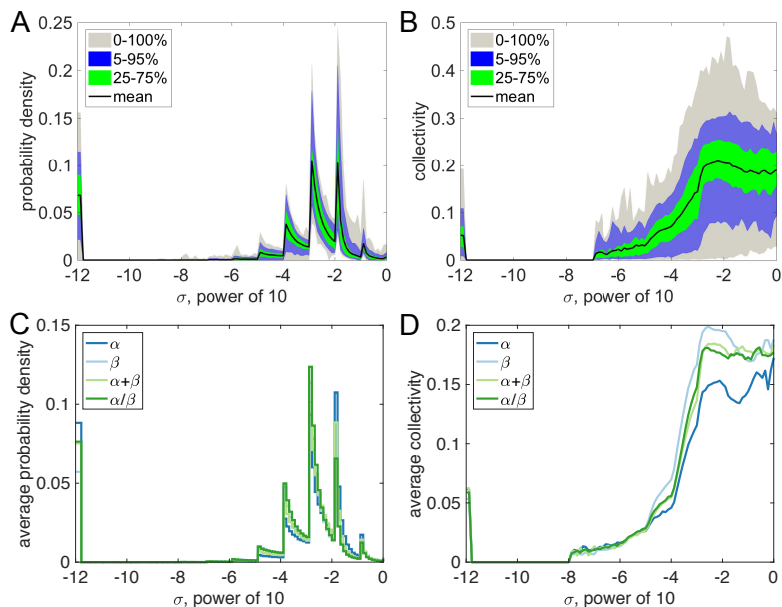 A
0-100%
5-95%
25-75%
mean
probability density
0.25
0.2
0.15
0.1
0.05
0
-12
-10
-8
-6
-4
-2
0
σ, power of 10
B
0-100%
5-95%
25-75%
mean
collectivity
0.5
0.4
0.3
0.2
0.1
0
-12
-10
-8
-6
-4
-2
0
σ, power of 10
C
α
β
α+β
α/β
average probability density
0.15
0.1
0.05
0
-12
-10
-8
-6
-4
-2
0
σ, power of 10
D
α
β
α+β
α/β
average collectivity
0.2
0.15
0.1
0.05
0
-12
-10
-8
-6
-4
-2
0
σ, power of 10